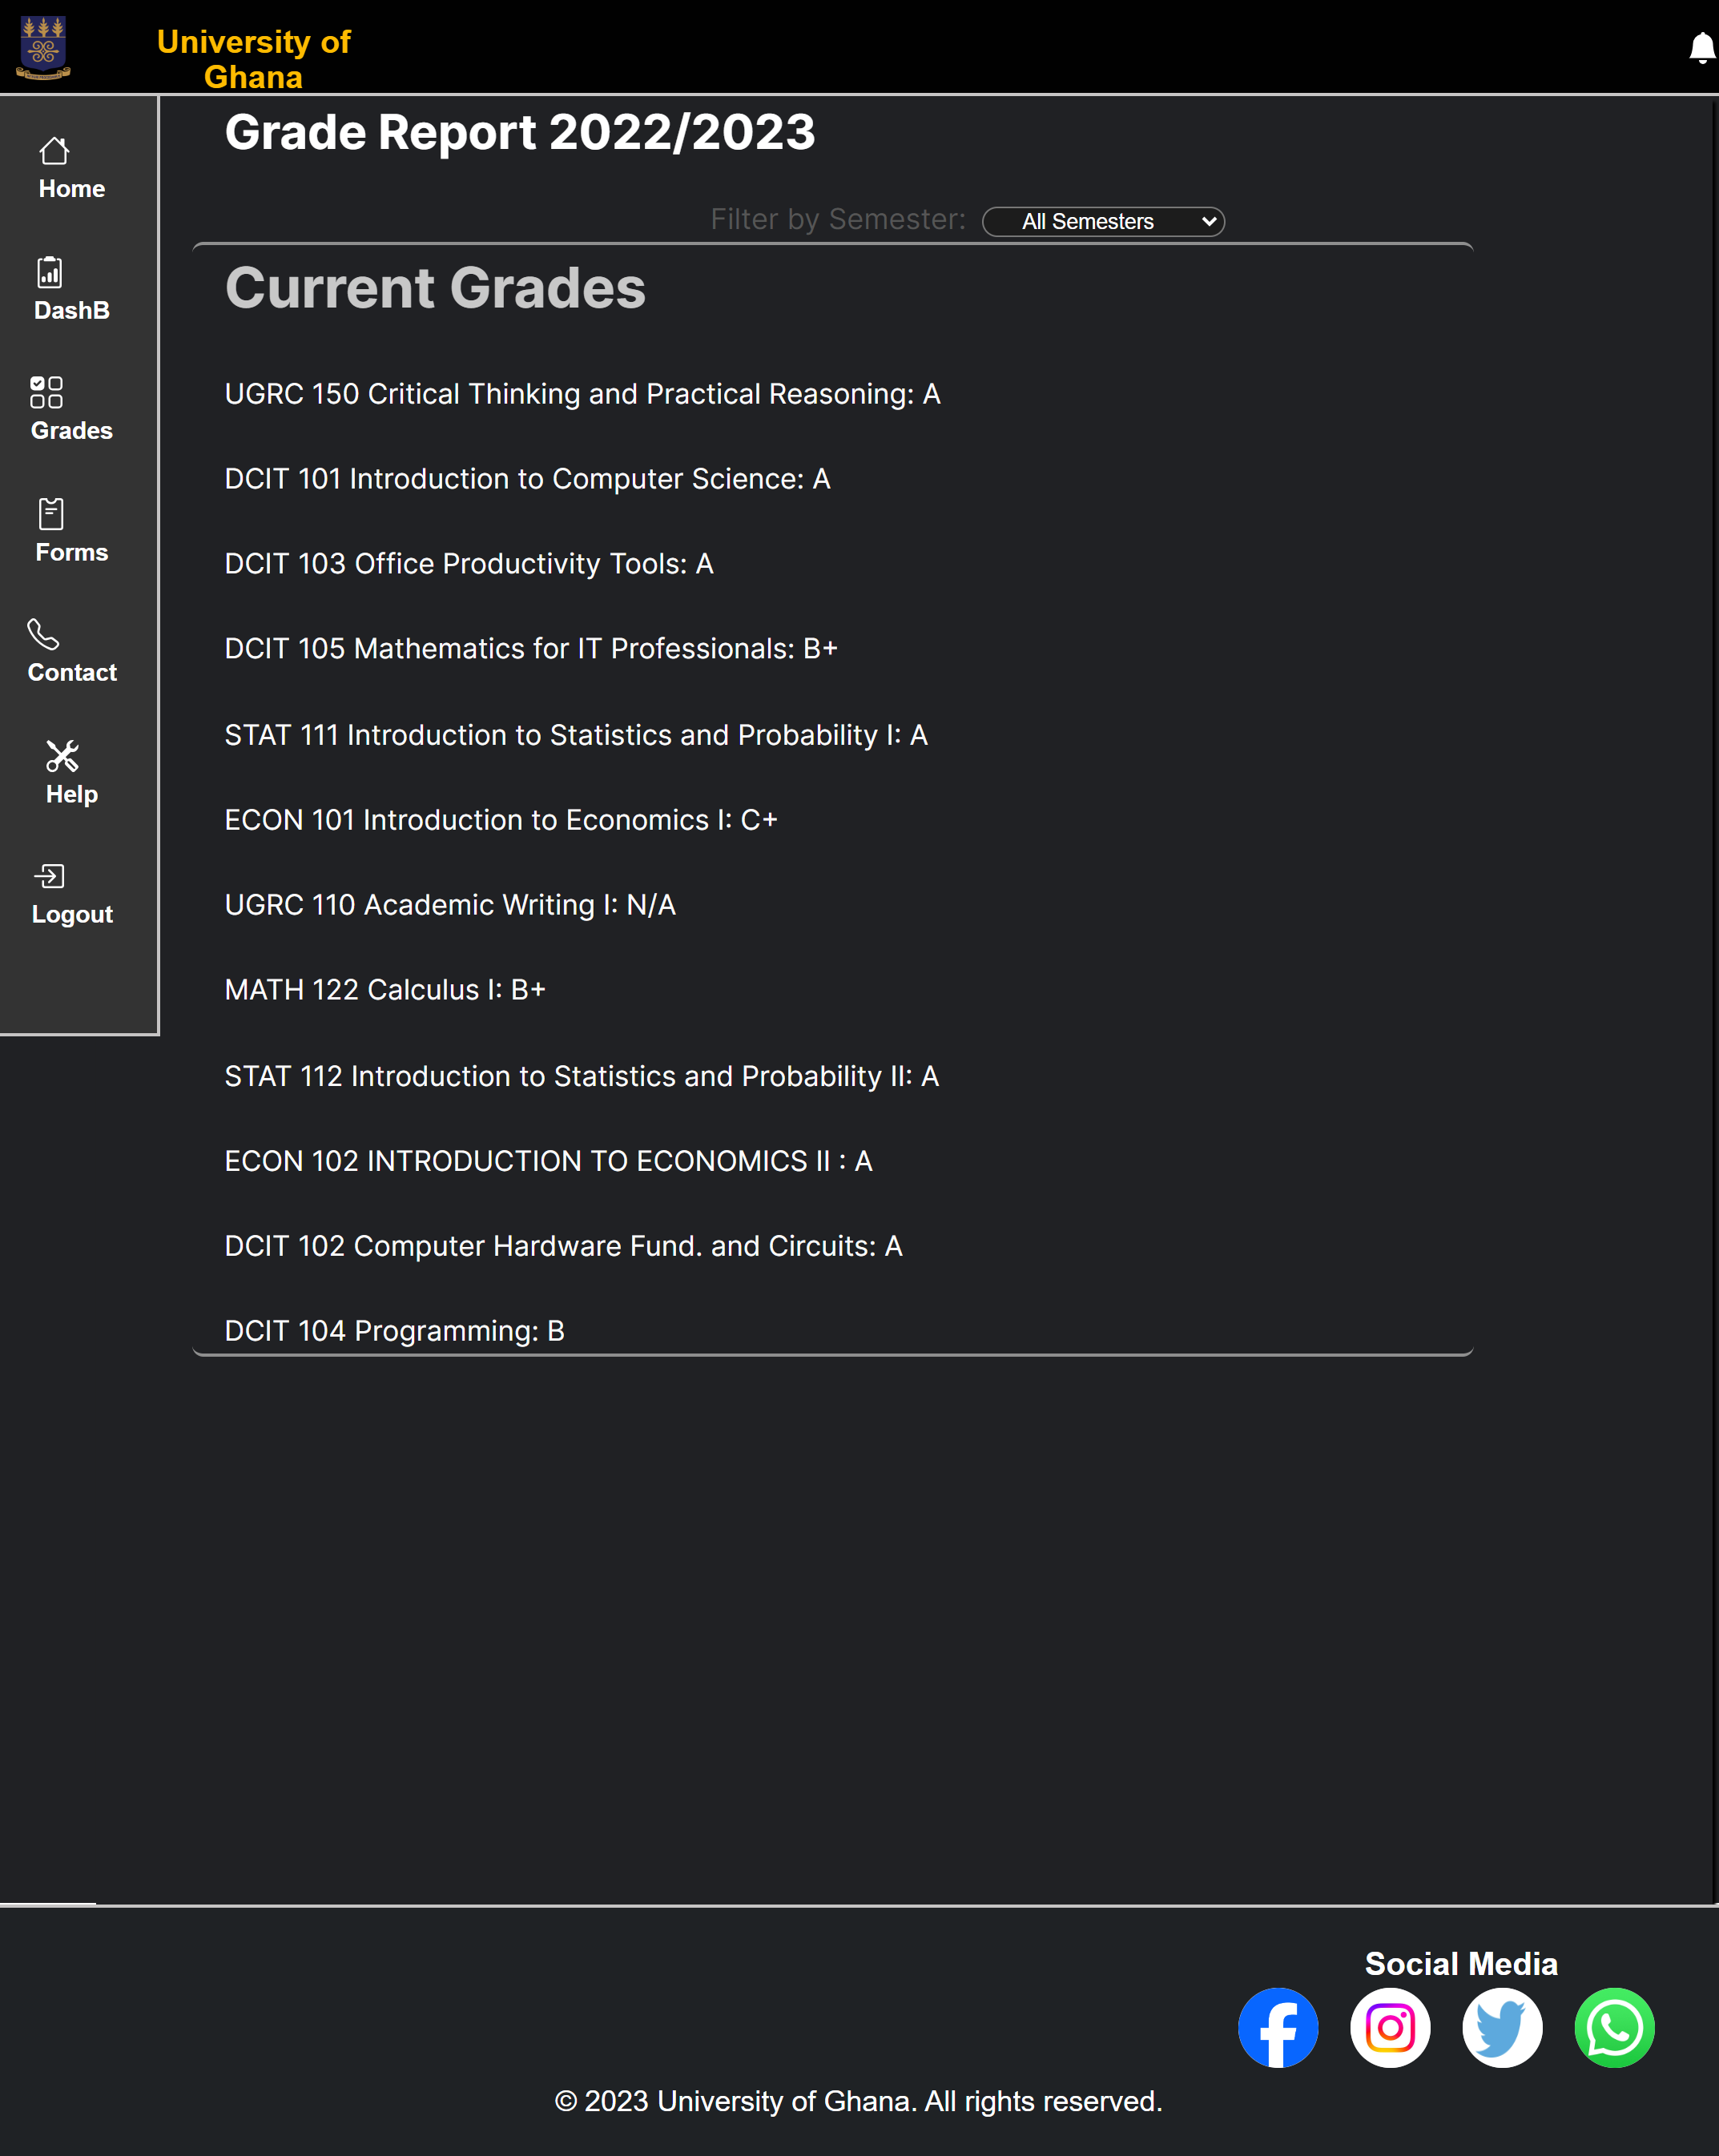 University of
Ghana
Home
DashB
Grades
Forms
Contact
Help
Logout
Grade Report 2022/2023
Filter by Semester: All Semesters
Current Grades
UGRC 150 Critical Thinking and Practical Reasoning: A
DCIT 101 Introduction to Computer Science: A
DCIT 103 Office Productivity Tools: A
DCIT 105 Mathematics for IT Professionals: B+
STAT 111 Introduction to Statistics and Probability I: A
ECON 101 Introduction to Economics I: C+
UGRC 110 Academic Writing I: N/A
MATH 122 Calculus I: B+
STAT 112 Introduction to Statistics and Probability II: A
ECON 102 INTRODUCTION TO ECONOMICS II : A
DCIT 102 Computer Hardware Fund. and Circuits: A
DCIT 104 Programming: B
Social Media
© 2023 University of Ghana. All rights reserved.